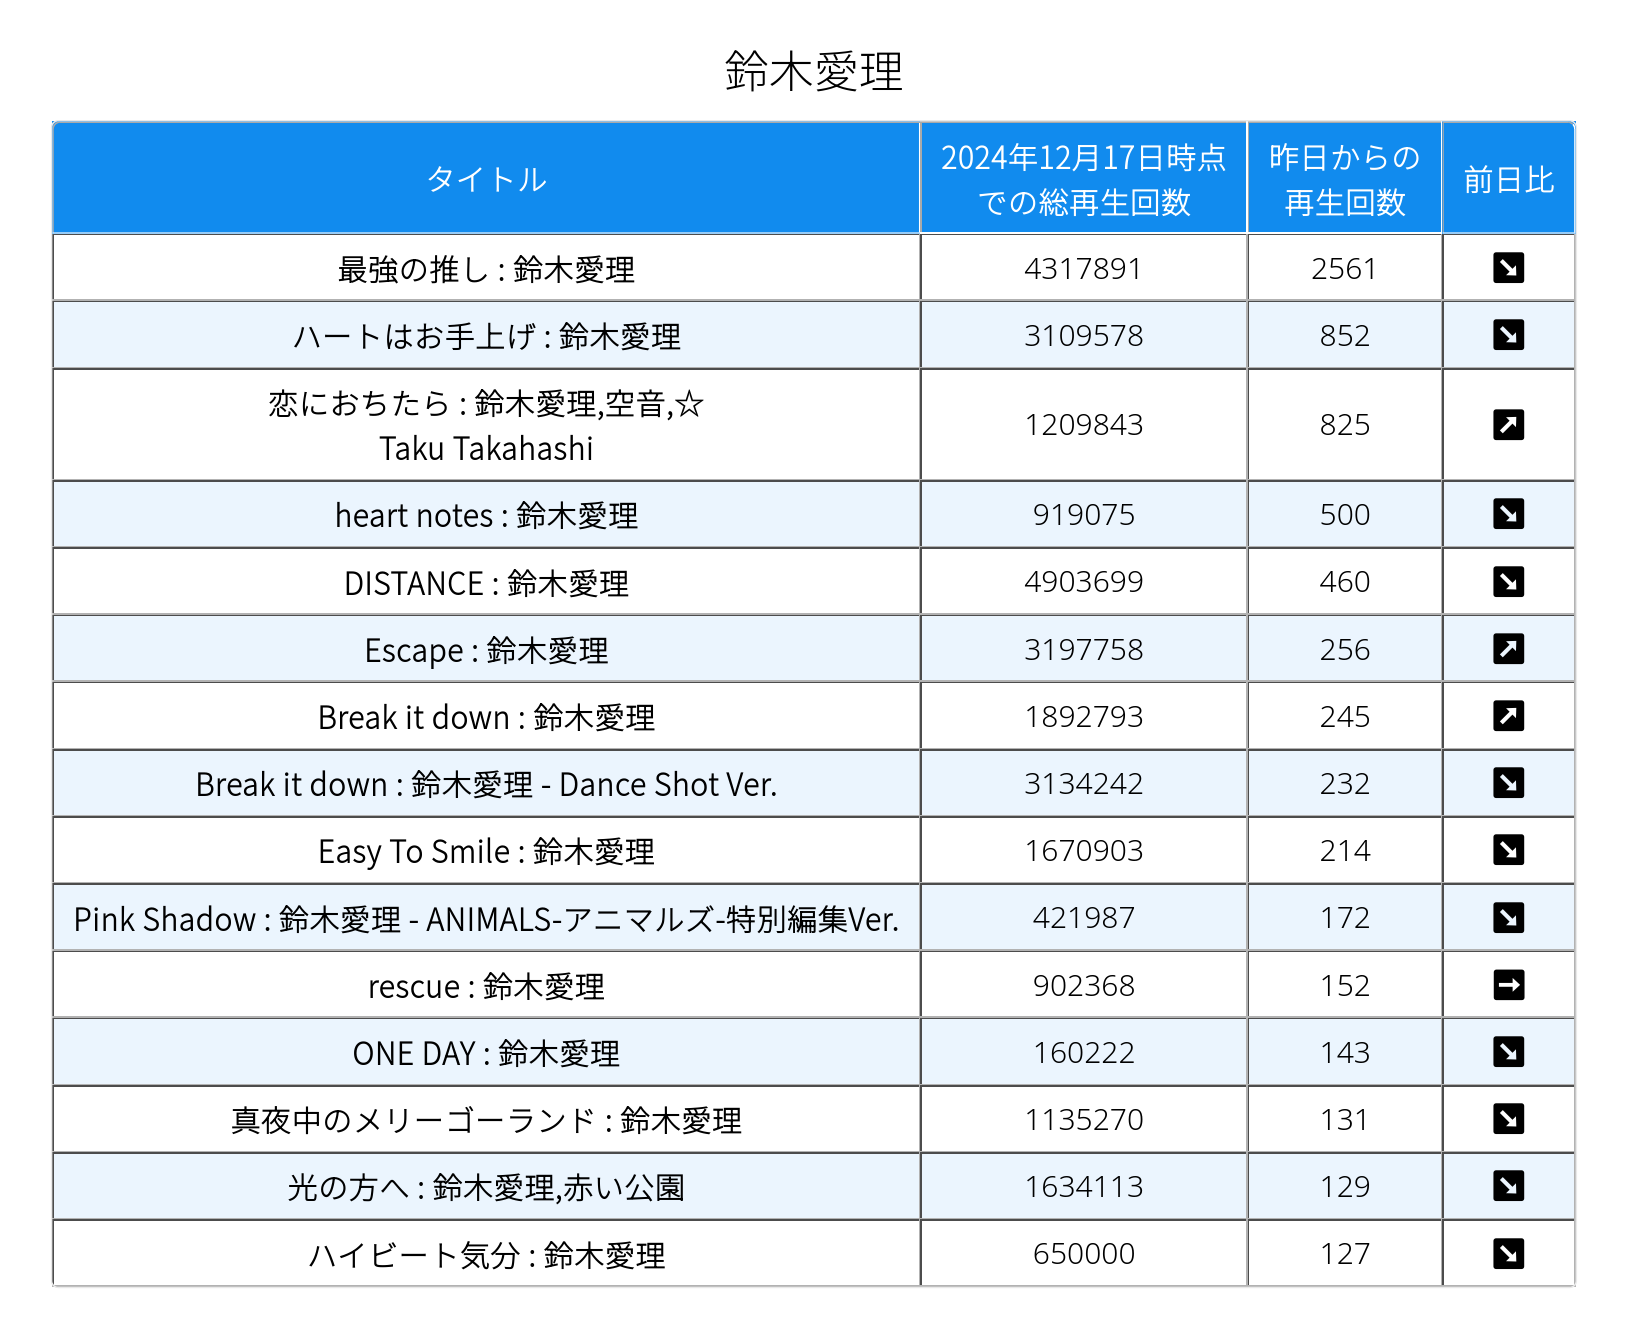 鈴木愛理
タイトル
2024年12月17日時点
での総再生回数
昨日からの
再生回数
前日比
最強の推し : 鈴木愛理 4317891 2561 ↘
ハートはお手上げ : 鈴木愛理 3109578 852 ↘
恋におちたら : 鈴木愛理,空音,☆
Taku Takahashi 1209843 825 ↗
heart notes : 鈴木愛理 919075 500 ↘
DISTANCE : 鈴木愛理 4903699 460 ↘
Escape : 鈴木愛理 3197758 256 ↗
Break it down : 鈴木愛理 1892793 245 ↗
Break it down : 鈴木愛理 - Dance Shot Ver. 3134242 232 ↘
Easy To Smile : 鈴木愛理 1670903 214 ↘
Pink Shadow : 鈴木愛理 - ANIMALS-アニマルズ-特別編集Ver. 421987 172 ↘
rescue : 鈴木愛理 902368 152 →
ONE DAY : 鈴木愛理 160222 143 ↘
真夜中のメリーゴーランド : 鈴木愛理 1135270 131 ↘
光の方へ : 鈴木愛理,赤い公園 1634113 129 ↘
ハイビート気分 : 鈴木愛理 650000 127 ↘